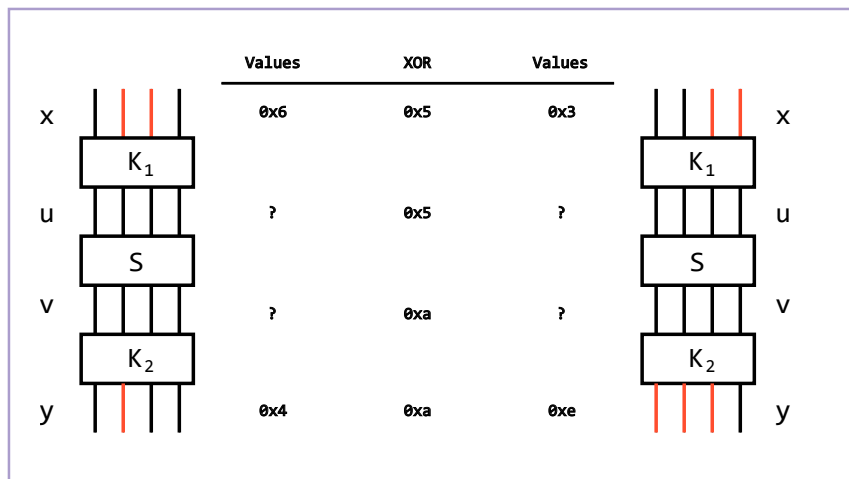 Values XOR Values
x 0x6 0x5 0x3 x
K₁ K₁
u ? 0x5 ? u
S S
v ? 0xa ? v
K₂ K₂
y 0x4 0xa 0xe y